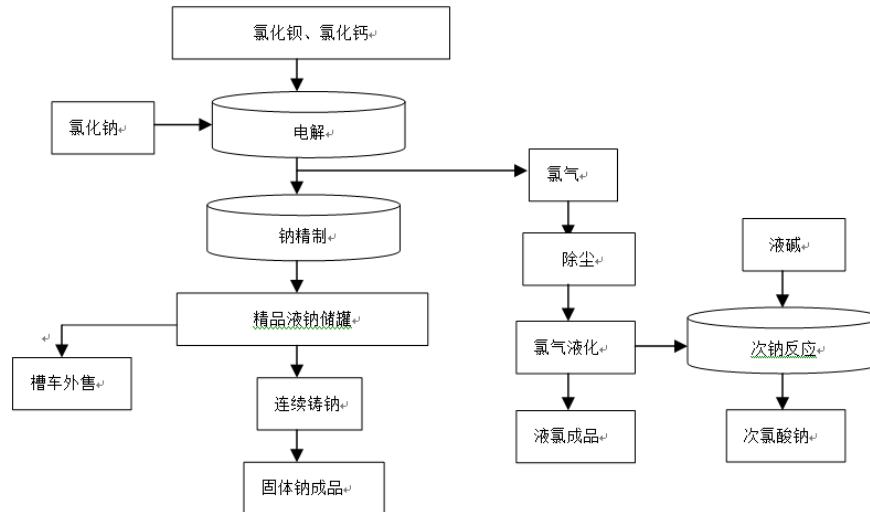 氯化钡、氯化钙↵
氯化钠↵
电解↵
氯气↵
钠精制↵
除尘↵
液碱↵
精品液钠储罐↵
氯气液化↵
次钠反应↵
↵
槽车外售↵
连续铸钠↵
液氯成品↵
次氯酸钠↵
固体钠成品↵